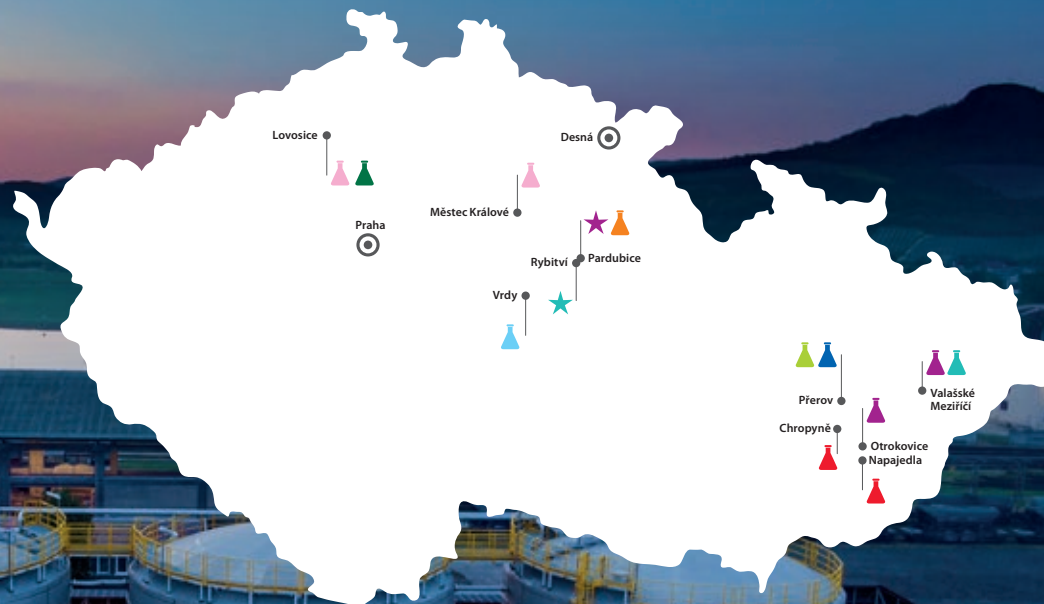 Lovosice
Desná
Městec Králové
Praha
Rybitví
Pardubice
Vrdy
Přerov
Valašské
Meziříčí
Chropyně
Otrokovice
Napajedla